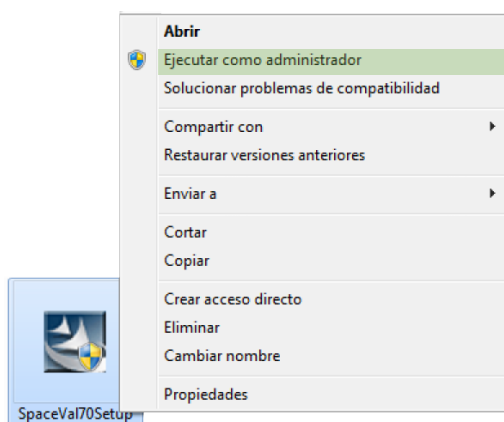 Abrir
Ejecutar como administrador
Solucionar problemas de compatibilidad
Compartir con
Restaurar versiones anteriores
Enviar a
Cortar
Copiar
Crear acceso directo
Eliminar
Cambiar nombre
Propiedades
SpaceVal70Setup